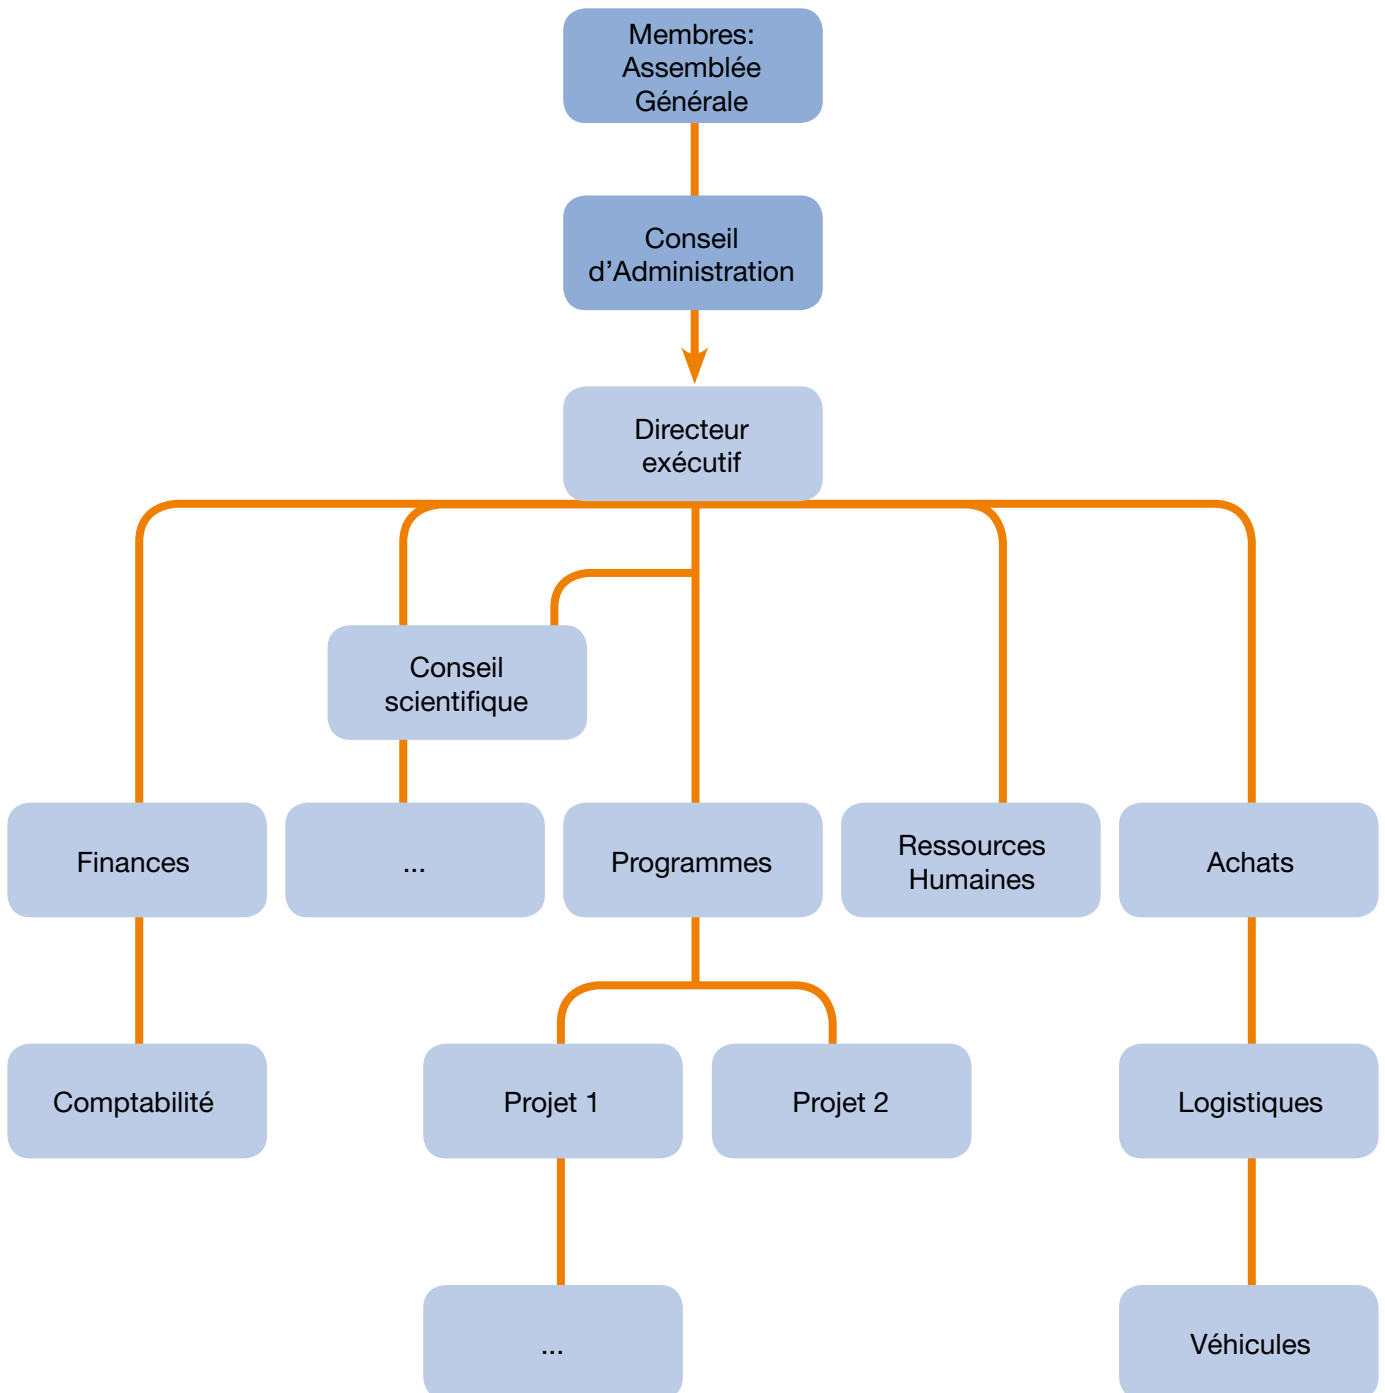 Membres:
Assemblée
Générale
Conseil
d’Administration
Directeur
exécutif
Conseil
scientifique
Finances
...
Programmes
Ressources
Humaines
Achats
Comptabilité
Projet 1
Projet 2
Logistiques
...
Véhicules